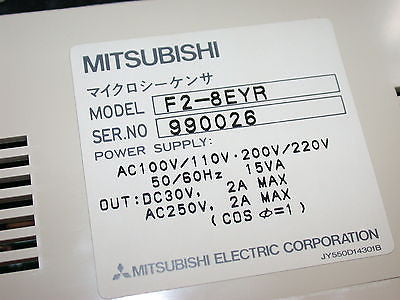 MITSUBISHI
マイクロシーケンサ
MODEL F2-8EYR
SER.NO 990026
POWER SUPPLY:
AC100V/110V·200V/220V
50/60Hz 15VA
OUT:DC30V, 2A MAX
AC250V, 2A MAX
(COS Φ=1)
MITSUBISHI ELECTRIC CORPORATION
JY550D14301B